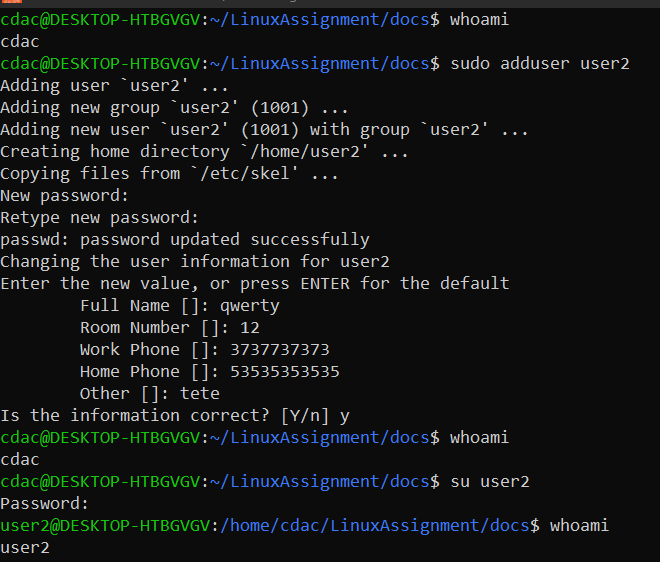 cdac@DESKTOP-HTBGVGV:~/LinuxAssignment/docs$ whoami
cdac
cdac@DESKTOP-HTBGVGV:~/LinuxAssignment/docs$ sudo adduser user2
Adding user `user2' ...
Adding new group `user2' (1001) ...
Adding new user `user2' (1001) with group `user2' ...
Creating home directory `/home/user2' ...
Copying files from `/etc/skel' ...
New password:
Retype new password:
passwd: password updated successfully
Changing the user information for user2
Enter the new value, or press ENTER for the default
        Full Name []: qwerty
        Room Number []: 12
        Work Phone []: 3737737373
        Home Phone []: 53535353535
        Other []: tete
Is the information correct? [Y/n] y
cdac@DESKTOP-HTBGVGV:~/LinuxAssignment/docs$ whoami
cdac
cdac@DESKTOP-HTBGVGV:~/LinuxAssignment/docs$ su user2
Password:
user2@DESKTOP-HTBGVGV:/home/cdac/LinuxAssignment/docs$ whoami
user2